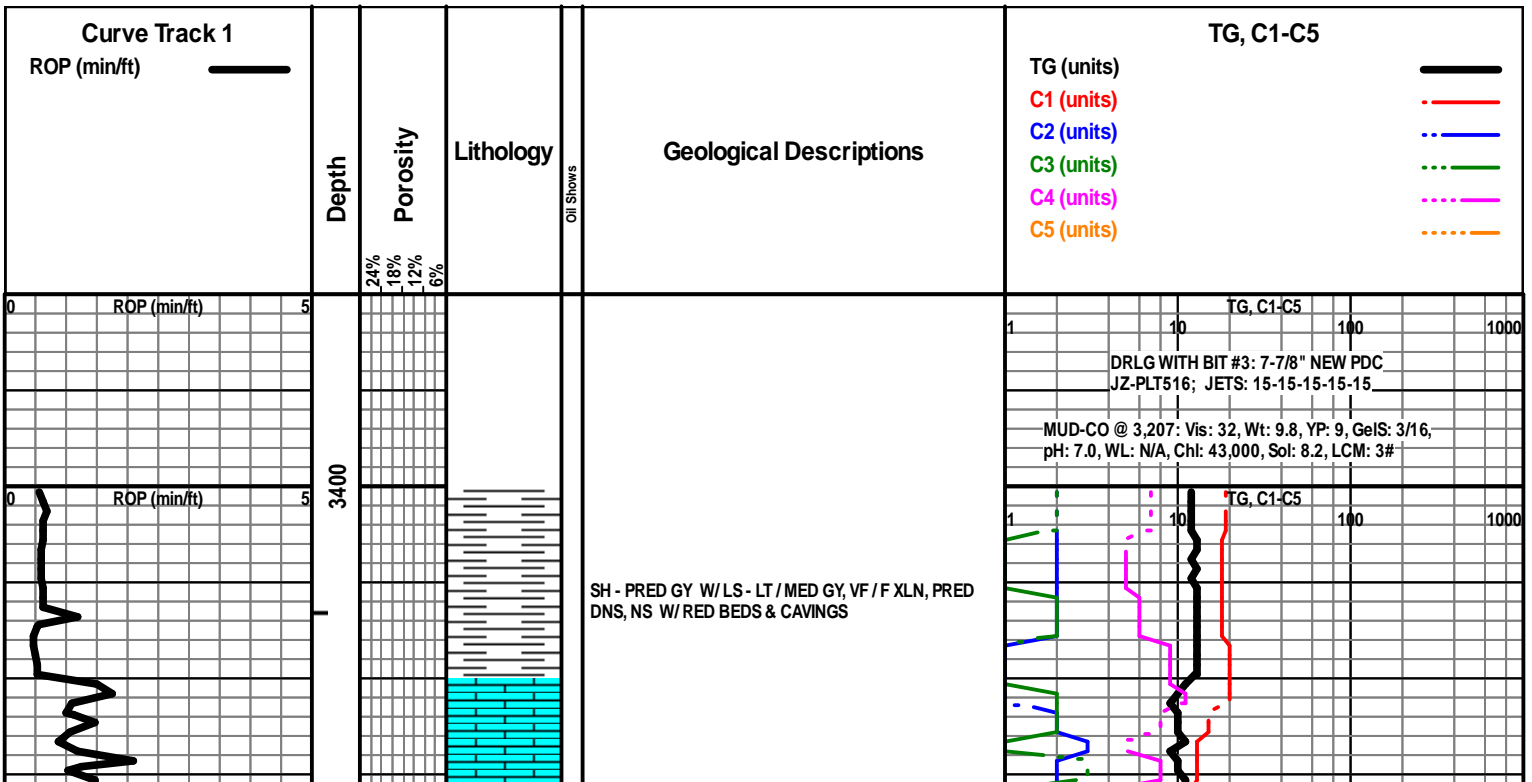 Curve Track 1
ROP (min/ft)
Depth
Porosity
24%
18%
12%
6%
Lithology
Oil Shows
Geological Descriptions
TG, C1-C5
TG (units)
C1 (units)
C2 (units)
C3 (units)
C4 (units)
C5 (units)
0 ROP (min/ft) 5
TG, C1-C5
1 10 100 1000
DRLG WITH BIT #3: 7-7/8" NEW PDC
JZ-PLT516; JETS: 15-15-15-15-15
MUD-CO @ 3,207: Vis: 32, Wt: 9.8, YP: 9, GelS: 3/16,
pH: 7.0, WL: N/A, Chl: 43,000, Sol: 8.2, LCM: 3#
3400
0 ROP (min/ft) 5
TG, C1-C5
1 10 100 1000
SH - PRED GY W/ LS - LT / MED GY, VF / F XLN, PRED
DNS, NS W/ RED BEDS & CAVINGS